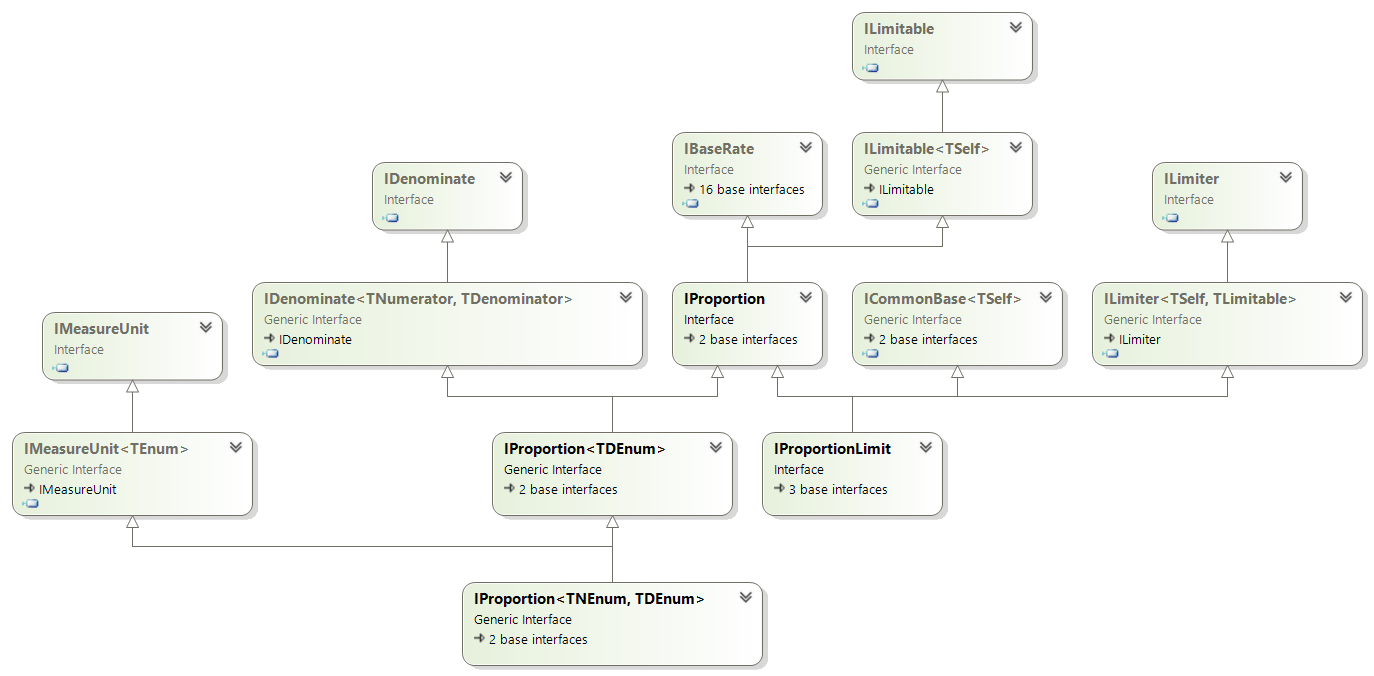 ILimitable
Interface
IBaseRate
Interface
16 base interfaces
ILimitable<TSelf>
Generic Interface
ILimitable
IDenominate
Interface
ILimiter
Interface
IDenominate<TNumerator, TDenominator>
Generic Interface
IDenominate
IProportion
Interface
2 base interfaces
ICommonBase<TSelf>
Generic Interface
2 base interfaces
ILimiter<TSelf, TLimitable>
Generic Interface
ILimiter
IMeasureUnit
Interface
IMeasureUnit<TEnum>
Generic Interface
IMeasureUnit
IProportion<TDEnum>
Generic Interface
2 base interfaces
IProportionLimit
Interface
3 base interfaces
IProportion<TNEnum, TDEnum>
Generic Interface
2 base interfaces